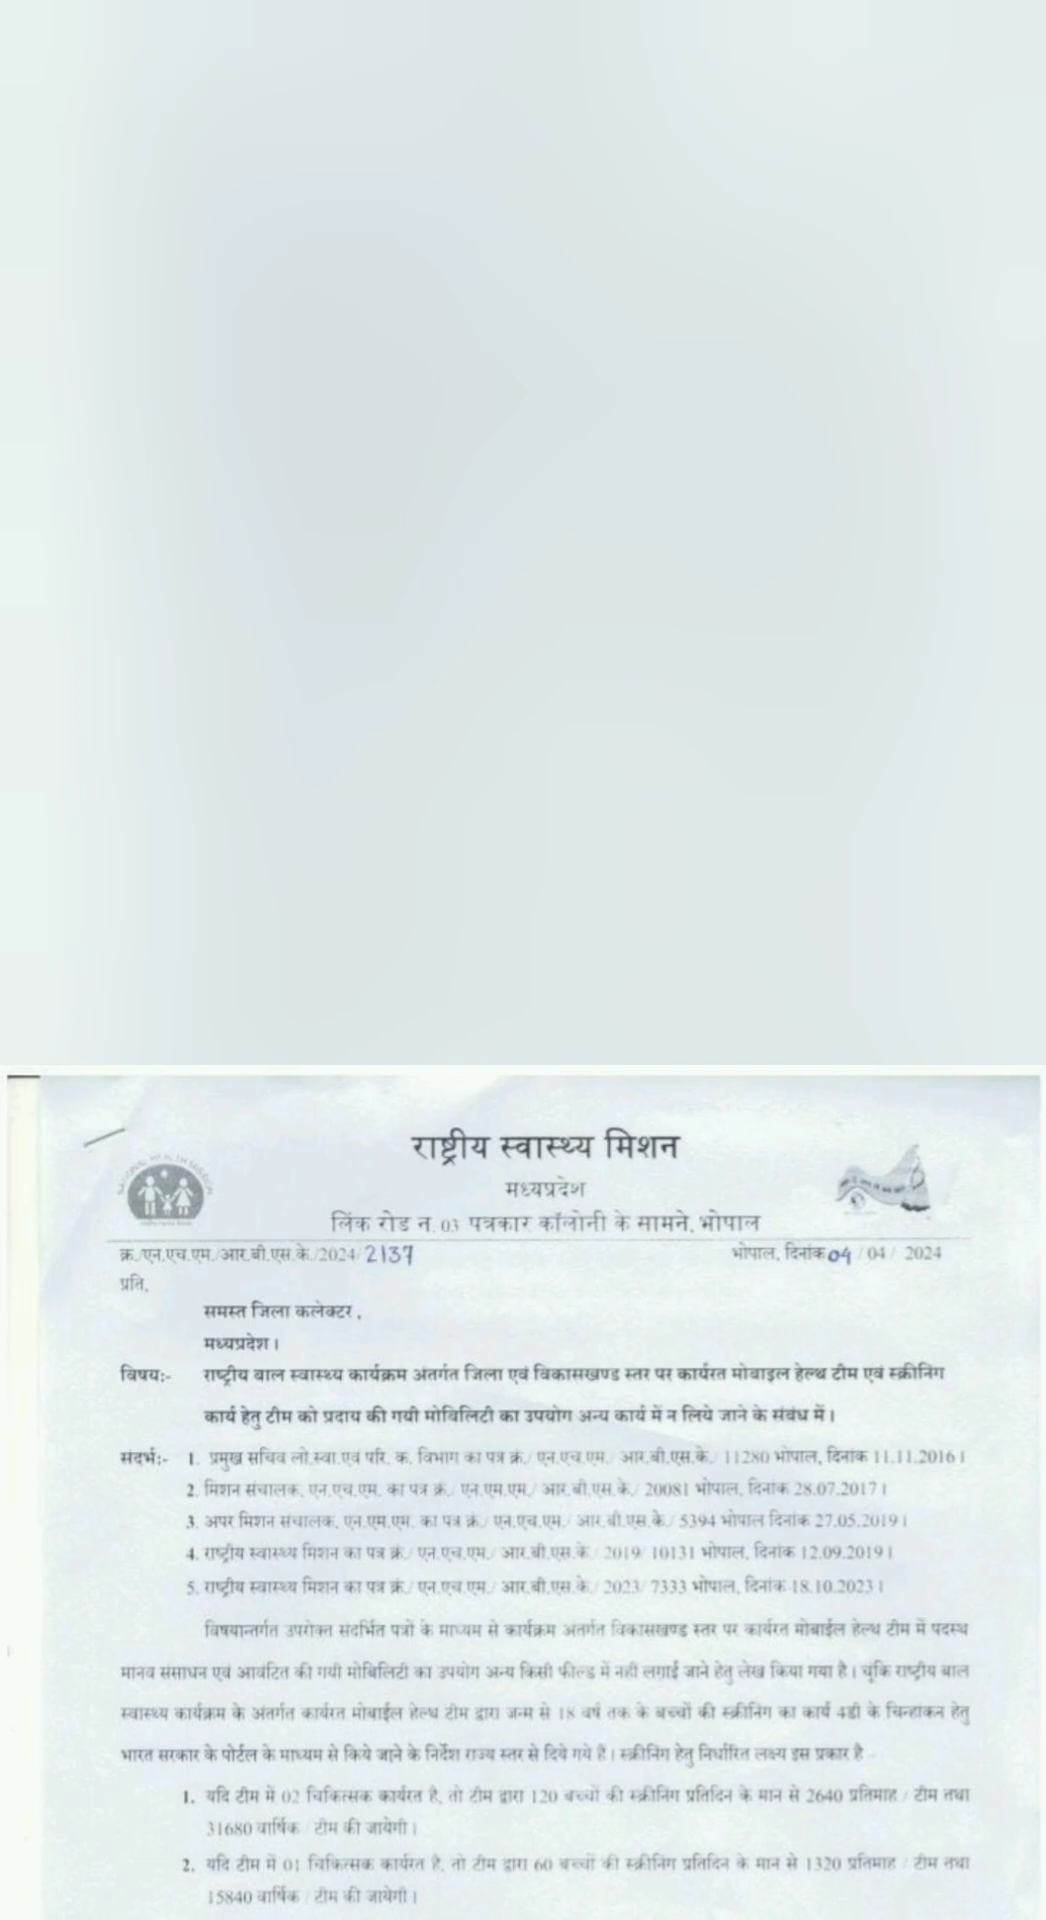 राष्ट्रीय स्वास्थ्य मिशन
मध्यप्रदेश
लिंक रोड न. 03 पत्रकार कॉलोनी के सामने, भोपाल
NATIONAL HEALTH MISSION
क्र./एन.एच.एम./आर.बी.एस.के./2024/ 2137 भोपाल, दिनांक 04 / 04 / 2024
प्रति,
समस्त जिला कलेक्टर ,
मध्यप्रदेश।
विषय:- राष्ट्रीय बाल स्वास्थ्य कार्यक्रम अंतर्गत जिला एवं विकासखण्ड स्तर पर कार्यरत मोबाइल हेल्थ टीम एवं स्क्रीनिंग
कार्य हेतु टीम को प्रदाय की गयी मोबिलिटी का उपयोग अन्य कार्य में न लिये जाने के संबंध में।
संदर्भ:- 1. प्रमुख सचिव लो.स्वा.एवं परि. क. विभाग का पत्र क्रं./ एन.एच.एम./ आर.बी.एस.के./ 11280 भोपाल, दिनांक 11.11.2016।
2. मिशन संचालक, एन.एच.एम. का पत्र क्रं./ एन.एम.एम./ आर.बी.एस.के./ 20081 भोपाल, दिनांक 28.07.2017।
3. अपर मिशन संचालक, एन.एम.एम. का पत्र क्रं./ एन.एच.एम./ आर.बी.एस.के./ 5394 भोपाल दिनांक 27.05.2019।
4. राष्ट्रीय स्वास्थ्य मिशन का पत्र क्रं./ एन.एच.एम./ आर.बी.एस.के./ 2019/ 10131 भोपाल, दिनांक 12.09.2019।
5. राष्ट्रीय स्वास्थ्य मिशन का पत्र क्रं./ एन.एच.एम./ आर.बी.एस.के./ 2023/ 7333 भोपाल, दिनांक 18.10.2023।
विषयान्तर्गत उपरोक्त संदर्भित पत्रों के माध्यम से कार्यक्रम अंतर्गत विकासखण्ड स्तर पर कार्यरत मोबाईल हेल्थ टीम में पदस्थ
मानव संसाधन एवं आवंटित की गयी मोबिलिटी का उपयोग अन्य किसी फील्ड में नही लगाई जाने हेतु लेख किया गया है। चूंकि राष्ट्रीय बाल
स्वास्थ्य कार्यक्रम के अंतर्गत कार्यरत मोबाईल हेल्थ टीम द्वारा जन्म से 18 वर्ष तक के बच्चों की स्क्रीनिंग का कार्य 4डी के चिन्हाकन हेतु
भारत सरकार के पोर्टल के माध्यम से किये जाने के निर्देश राज्य स्तर से दिये गये है। स्क्रीनिंग हेतु निर्धारित लक्ष्य इस प्रकार है
1. यदि टीम में 02 चिकित्सक कार्यरत है, तो टीम द्वारा 120 बच्चों की स्क्रीनिंग प्रतिदिन के मान से 2640 प्रतिमाह / टीम तथा
31680 वार्षिक / टीम की जायेगी।
2. यदि टीम में 01 चिकित्सक कार्यरत है, तो टीम द्वारा 60 बच्चों की स्क्रीनिंग प्रतिदिन के मान से 1320 प्रतिमाह / टीम तथा
15840 वार्षिक / टीम की जायेगी।